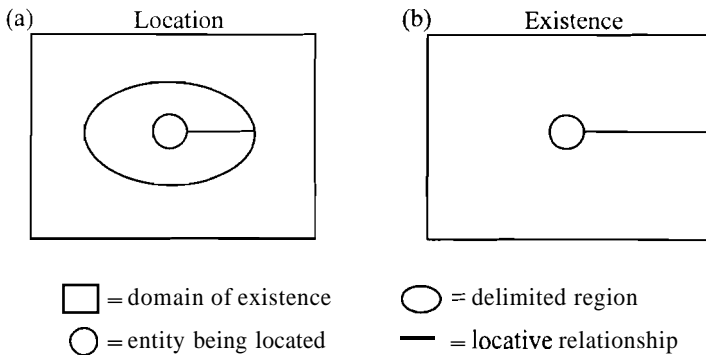 (a) Location (b) Existence
= domain of existence = delimited region
= entity being located = locative relationship